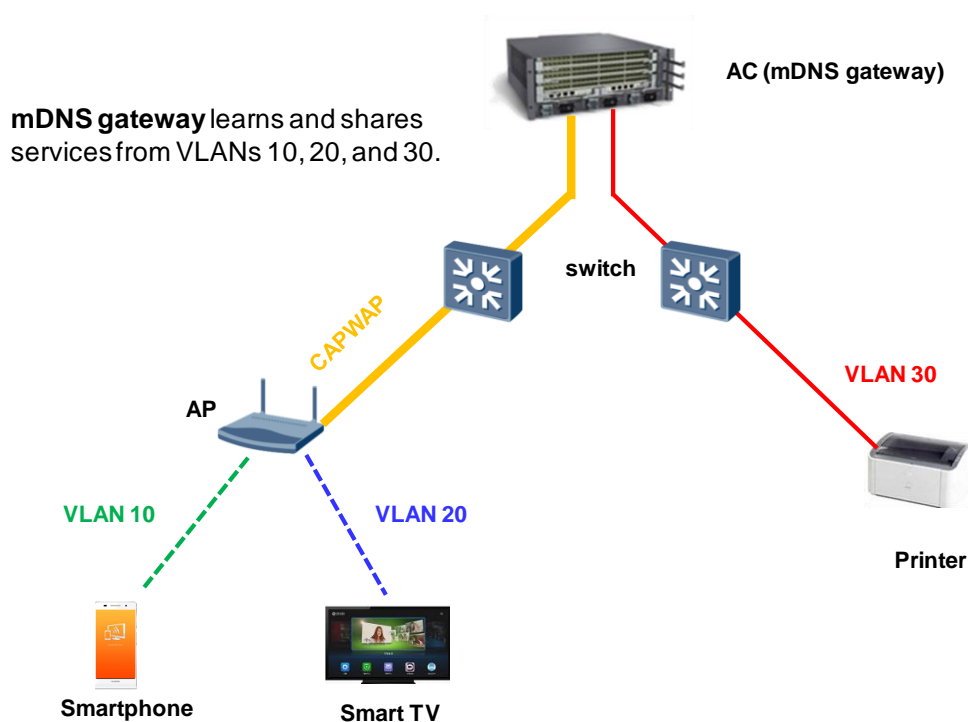 AC (mDNS gateway)
mDNS gateway learns and shares
services from VLANs 10, 20, and 30.
switch
CAPWAP
VLAN 30
AP
VLAN 10
VLAN 20
Printer
Smartphone
Smart TV